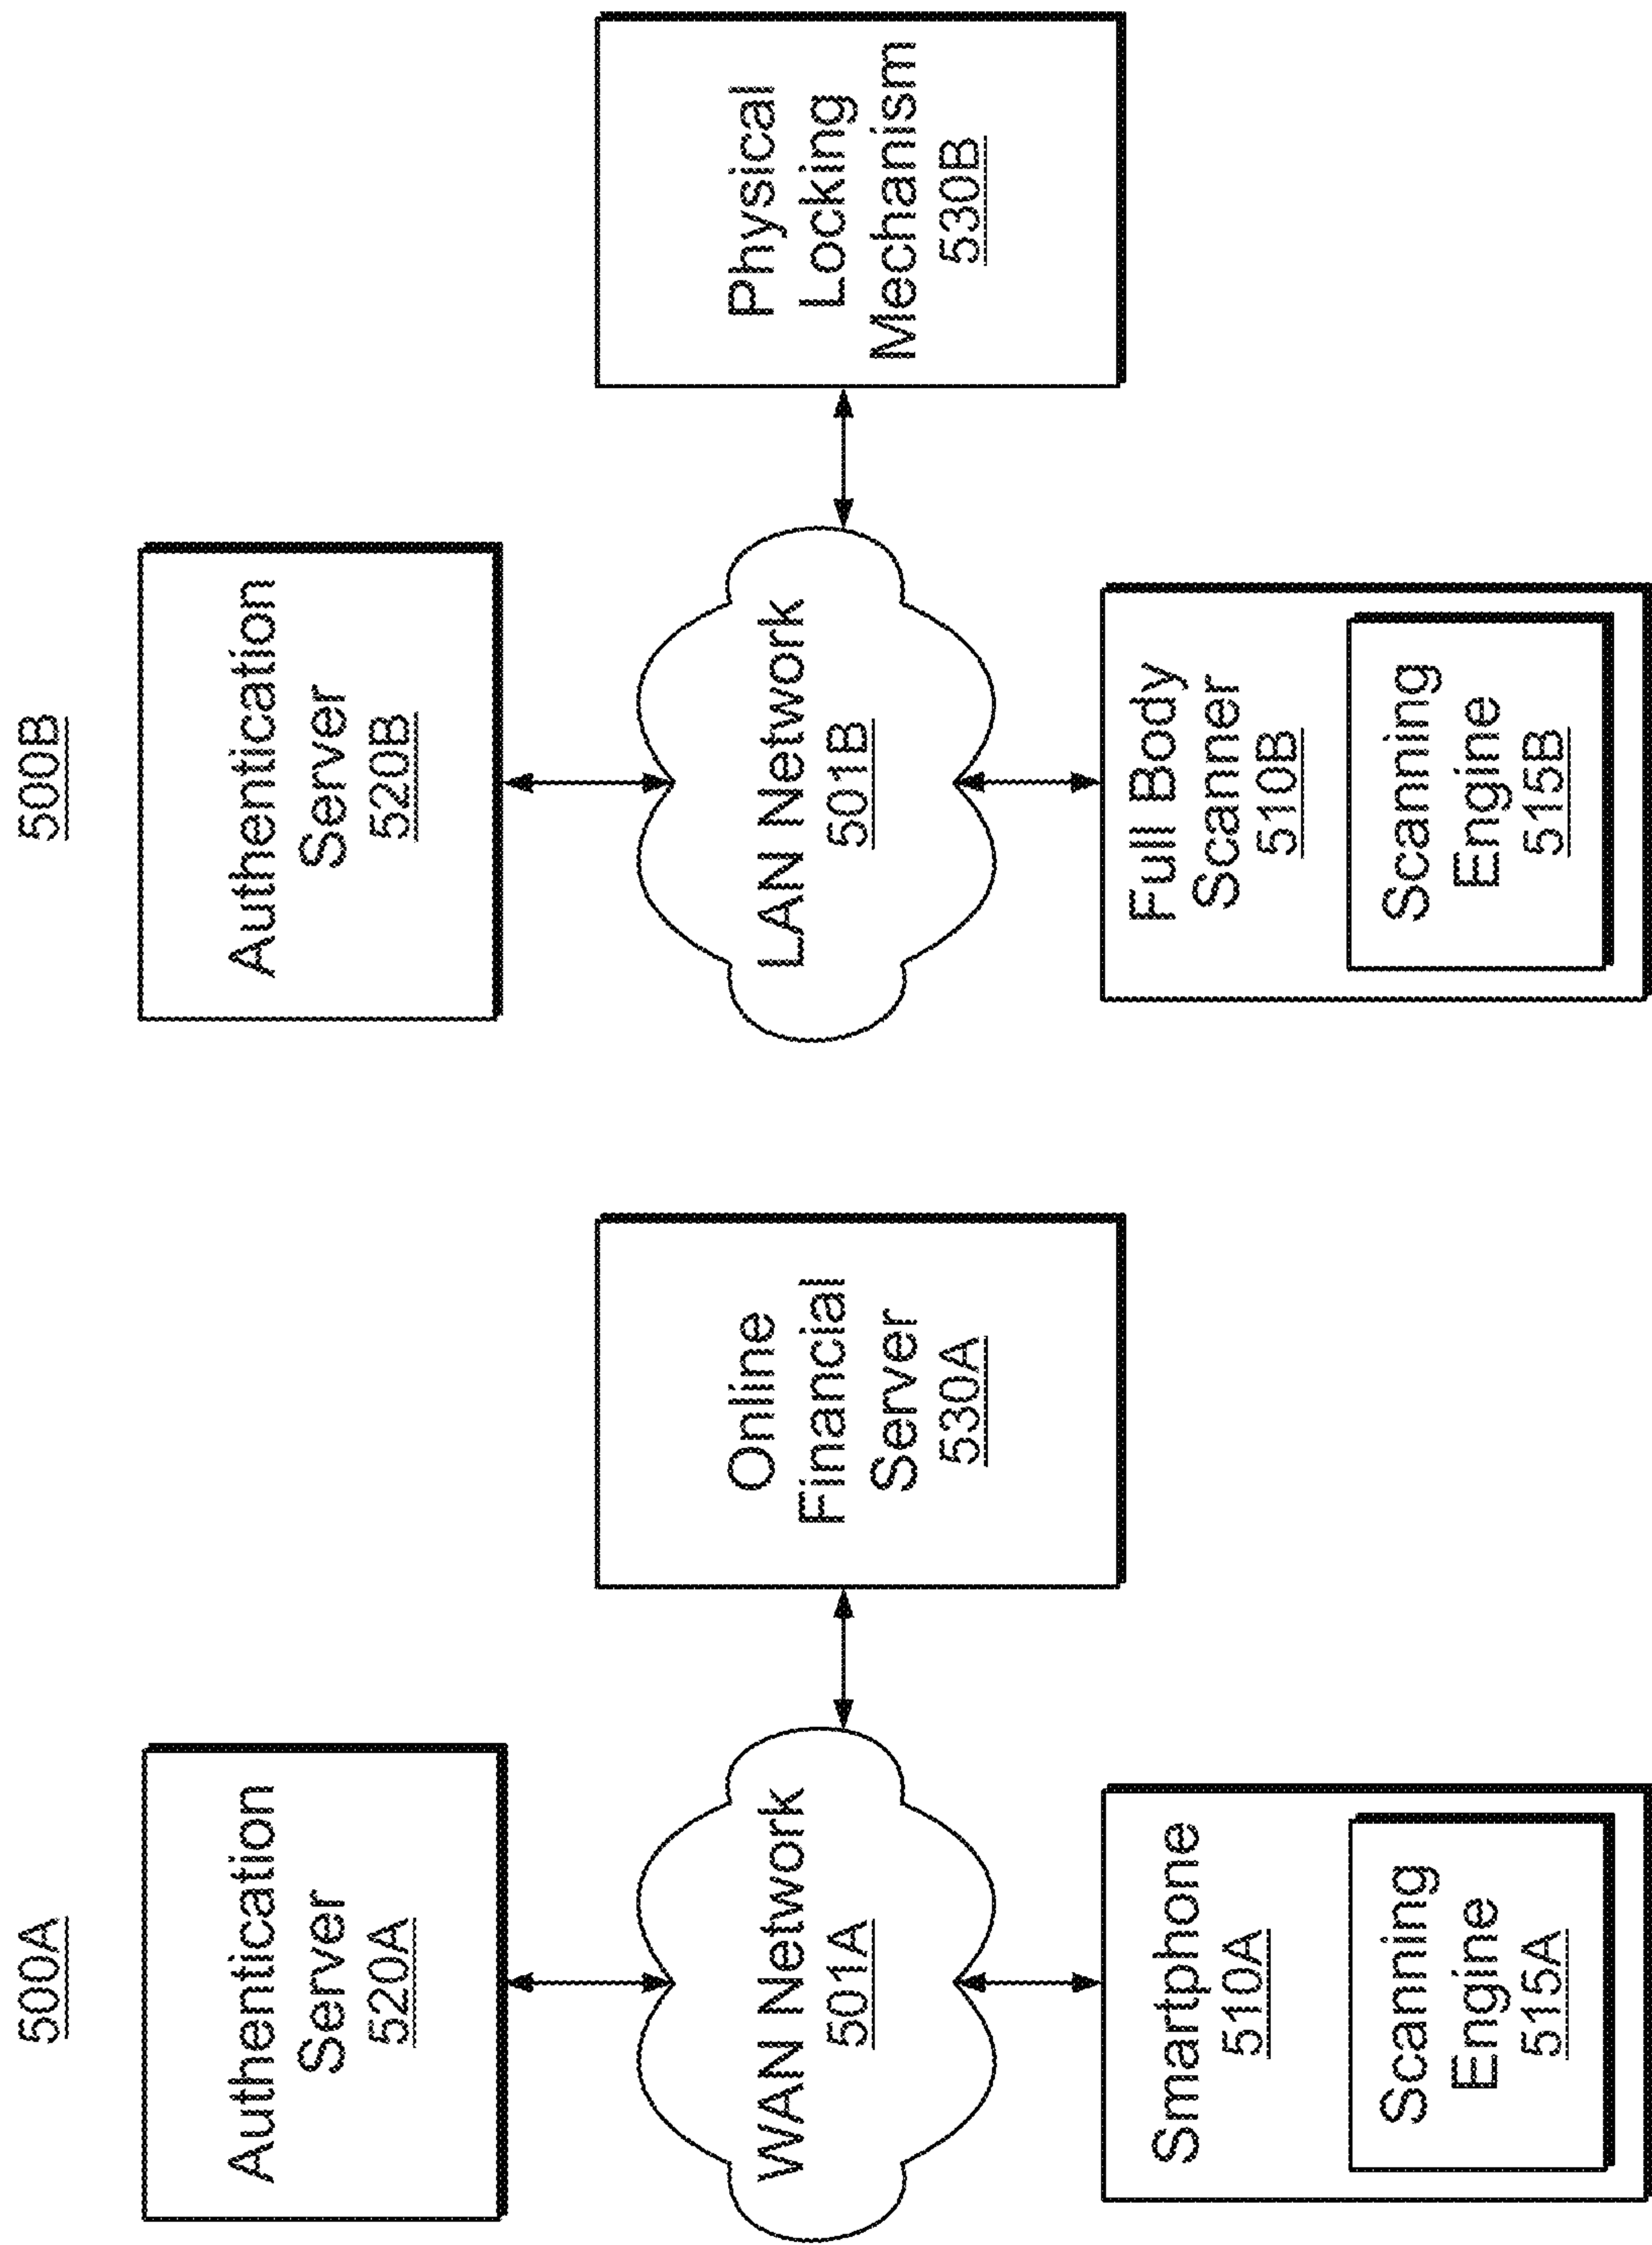 500A
Authentication
Server
520A
WAN Network
501A
Online
Financial
Server
530A
Smartphone
510A
Scanning
Engine
515A
500B
Authentication
Server
520B
LAN Network
501B
Physical
Locking
Mechanism
530B
Full Body
Scanner
510B
Scanning
Engine
515B